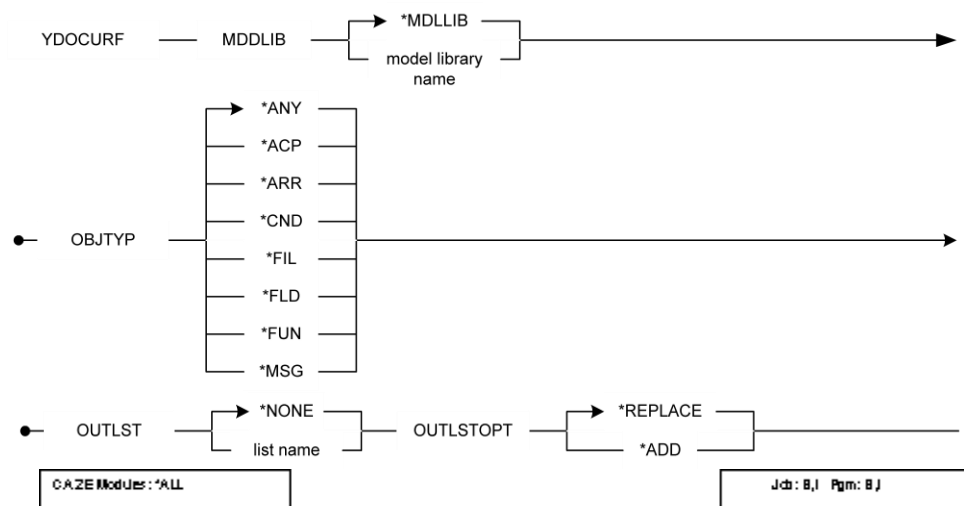 *MDLLIB
YDOCURF MDDLIB
model library
name
*ANY
*ACP
*ARR
*CND
OBJTYP
*FIL
*FLD
*FUN
*MSG
*NONE *REPLACE
OUTLST OUTLSTOPT
list name *ADD
CAZE Modules: *ALL Job: B,I Pgm: B,I